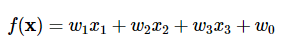 f(x) = w₁x₁ + w₂x₂ + w₃x₃ + w₀